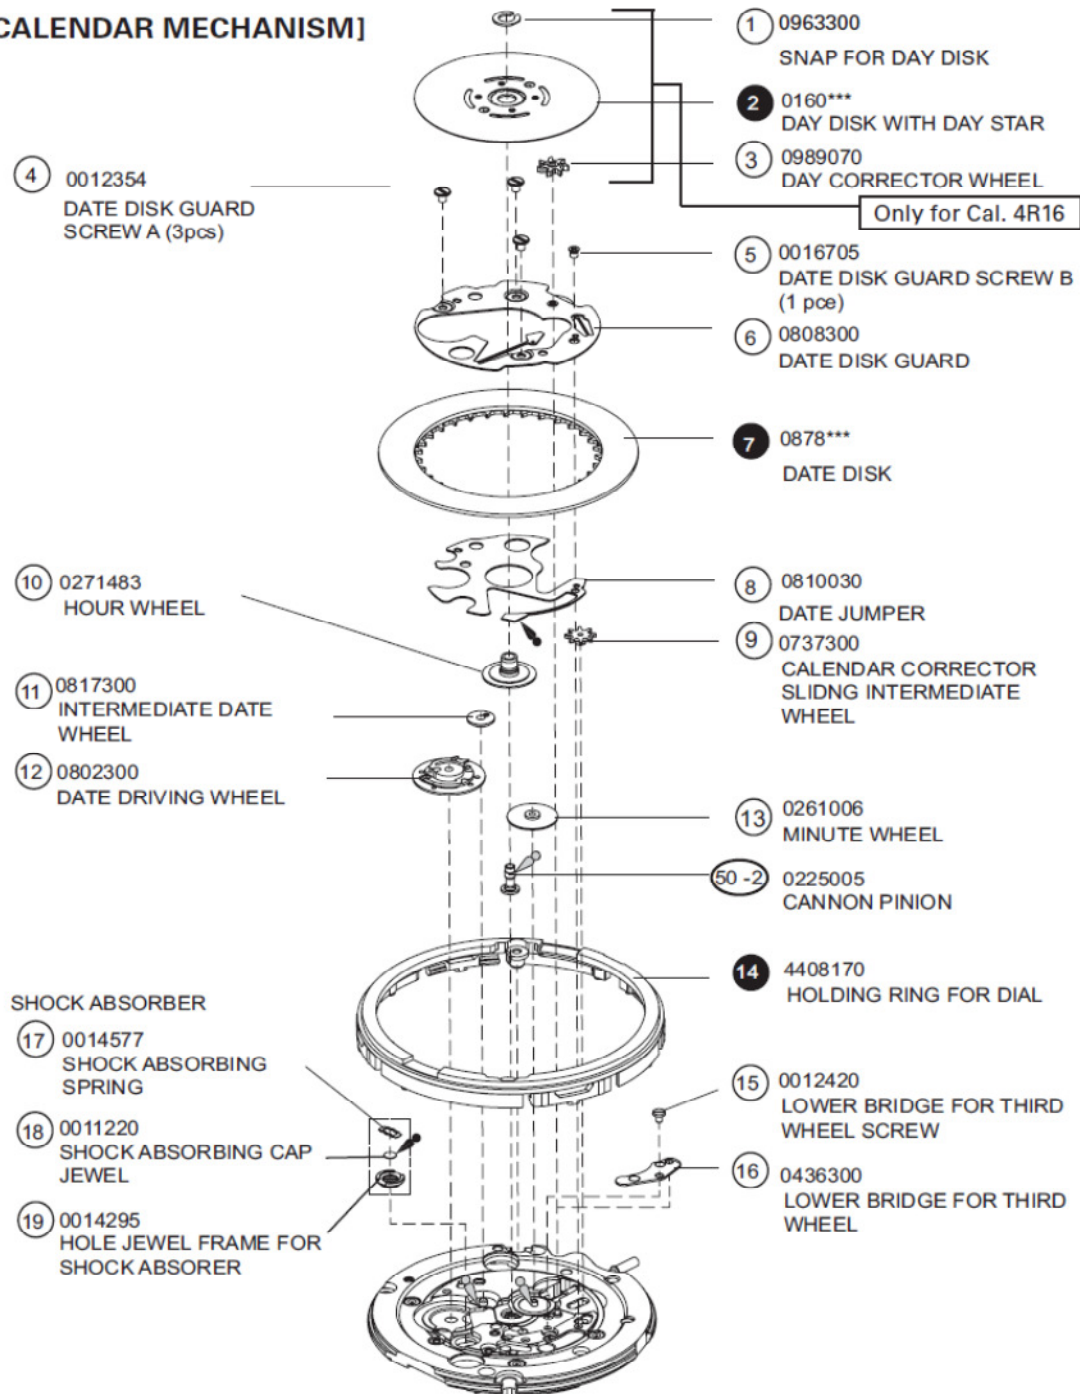 CALENDAR MECHANISM]
1 0963300
SNAP FOR DAY DISK
2 0160***
DAY DISK WITH DAY STAR
3 0989070
DAY CORRECTOR WHEEL
Only for Cal. 4R16
4 0012354
DATE DISK GUARD
SCREW A (3pcs)
5 0016705
DATE DISK GUARD SCREW B
(1 pce)
6 0808300
DATE DISK GUARD
7 0878***
DATE DISK
8 0810030
DATE JUMPER
9 0737300
CALENDAR CORRECTOR
SLIDNG INTERMEDIATE
WHEEL
10 0271483
HOUR WHEEL
11 0817300
INTERMEDIATE DATE
WHEEL
12 0802300
DATE DRIVING WHEEL
13 0261006
MINUTE WHEEL
50 -2 0225005
CANNON PINION
14 4408170
HOLDING RING FOR DIAL
SHOCK ABSORBER
17 0014577
SHOCK ABSORBING
SPRING
18 0011220
SHOCK ABSORBING CAP
JEWEL
19 0014295
HOLE JEWEL FRAME FOR
SHOCK ABSORER
15 0012420
LOWER BRIDGE FOR THIRD
WHEEL SCREW
16 0436300
LOWER BRIDGE FOR THIRD
WHEEL